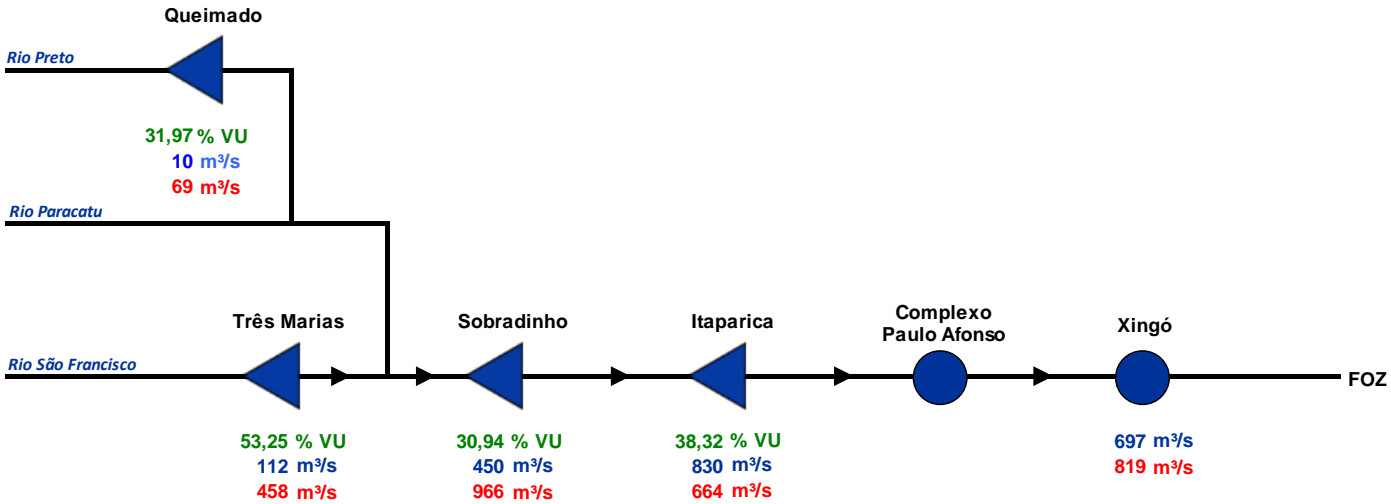 Queimado
Rio Preto
31,97 % VU
10 m³/s
69 m³/s
Rio Paracatu
Três Marias
Sobradinho
Itaparica
Complexo
Paulo Afonso
Xingó
Rio São Francisco
FOZ
53,25 % VU
112 m³/s
458 m³/s
30,94 % VU
450 m³/s
966 m³/s
38,32 % VU
830 m³/s
664 m³/s
697 m³/s
819 m³/s